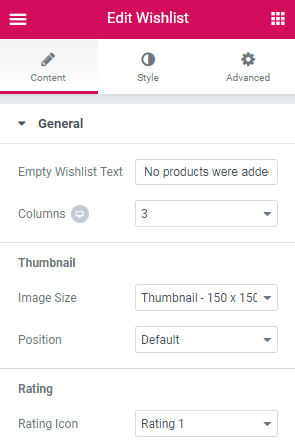 Edit Wishlist
Content Style Advanced
General
Empty Wishlist Text No products were adde
Columns 3
Thumbnail
Image Size Thumbnail - 150 x 150
Position Default
Rating
Rating Icon Rating 1